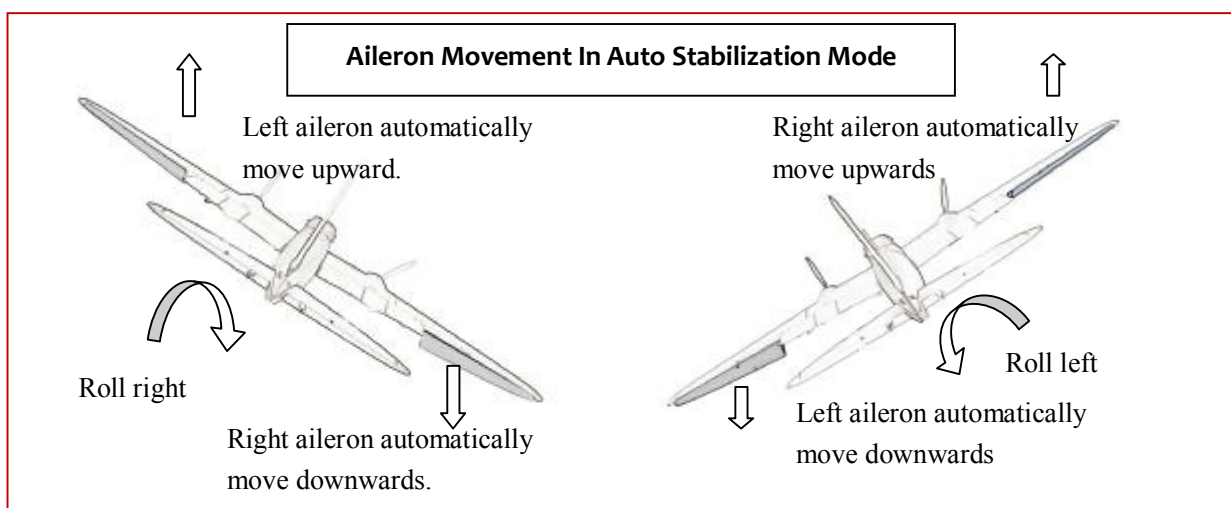 Aileron Movement In Auto Stabilization Mode
Left aileron automatically
move upward.
Right aileron automatically
move upwards
Roll right
Roll left
Right aileron automatically
move downwards.
Left aileron automatically
move downwards